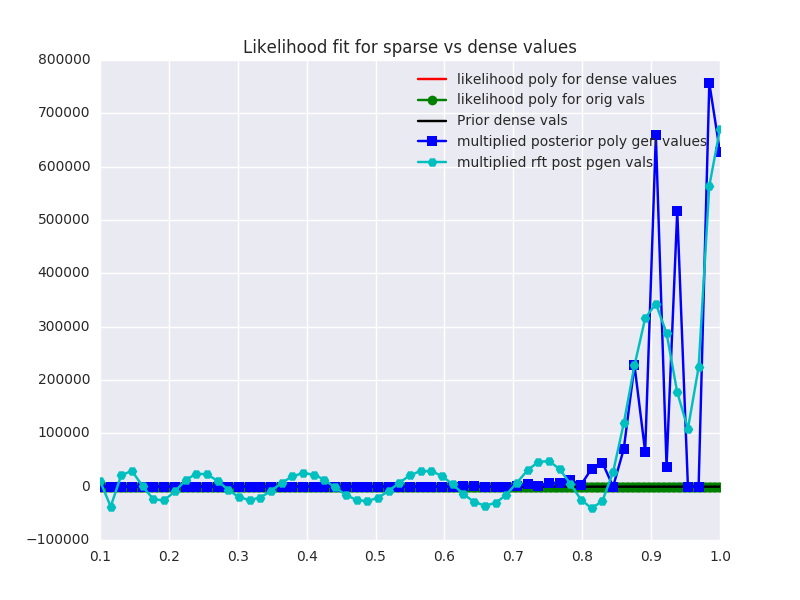 Likelihood fit for sparse vs dense values
800000
700000
600000
500000
400000
300000
200000
100000
0
−100000
likelihood poly for dense values
likelihood poly for orig vals
Prior dense vals
multiplied posterior poly gen values
multiplied rft post pgen vals
0.1 0.2 0.3 0.4 0.5 0.6 0.7 0.8 0.9 1.0